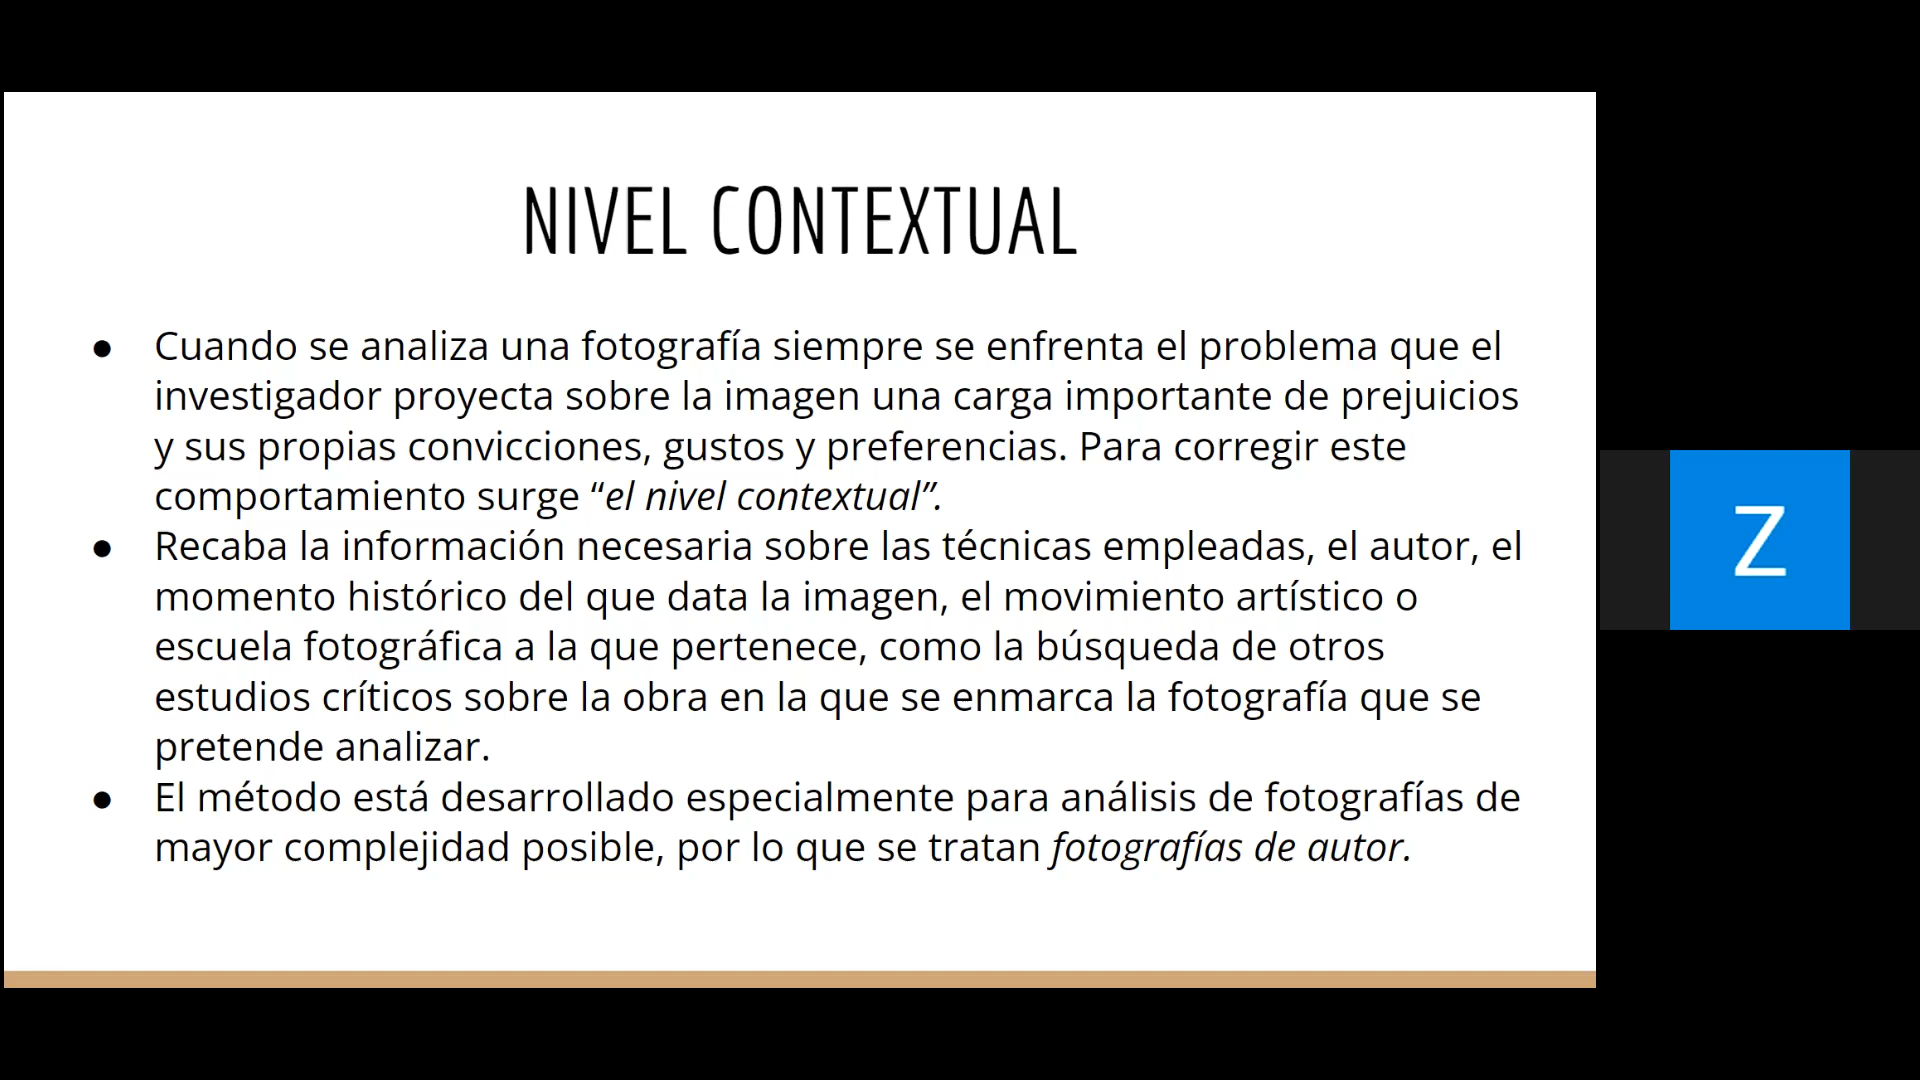 NIVEL CONTEXTUAL
● Cuando se analiza una fotografía siempre se enfrenta el problema que el
investigador proyecta sobre la imagen una carga importante de prejuicios
y sus propias convicciones, gustos y preferencias. Para corregir este
comportamiento surge “el nivel contextual”.
● Recaba la información necesaria sobre las técnicas empleadas, el autor, el
momento histórico del que data la imagen, el movimiento artístico o
escuela fotográfica a la que pertenece, como la búsqueda de otros
estudios críticos sobre la obra en la que se enmarca la fotografía que se
pretende analizar.
● El método está desarrollado especialmente para análisis de fotografías de
mayor complejidad posible, por lo que se tratan fotografías de autor.
Z